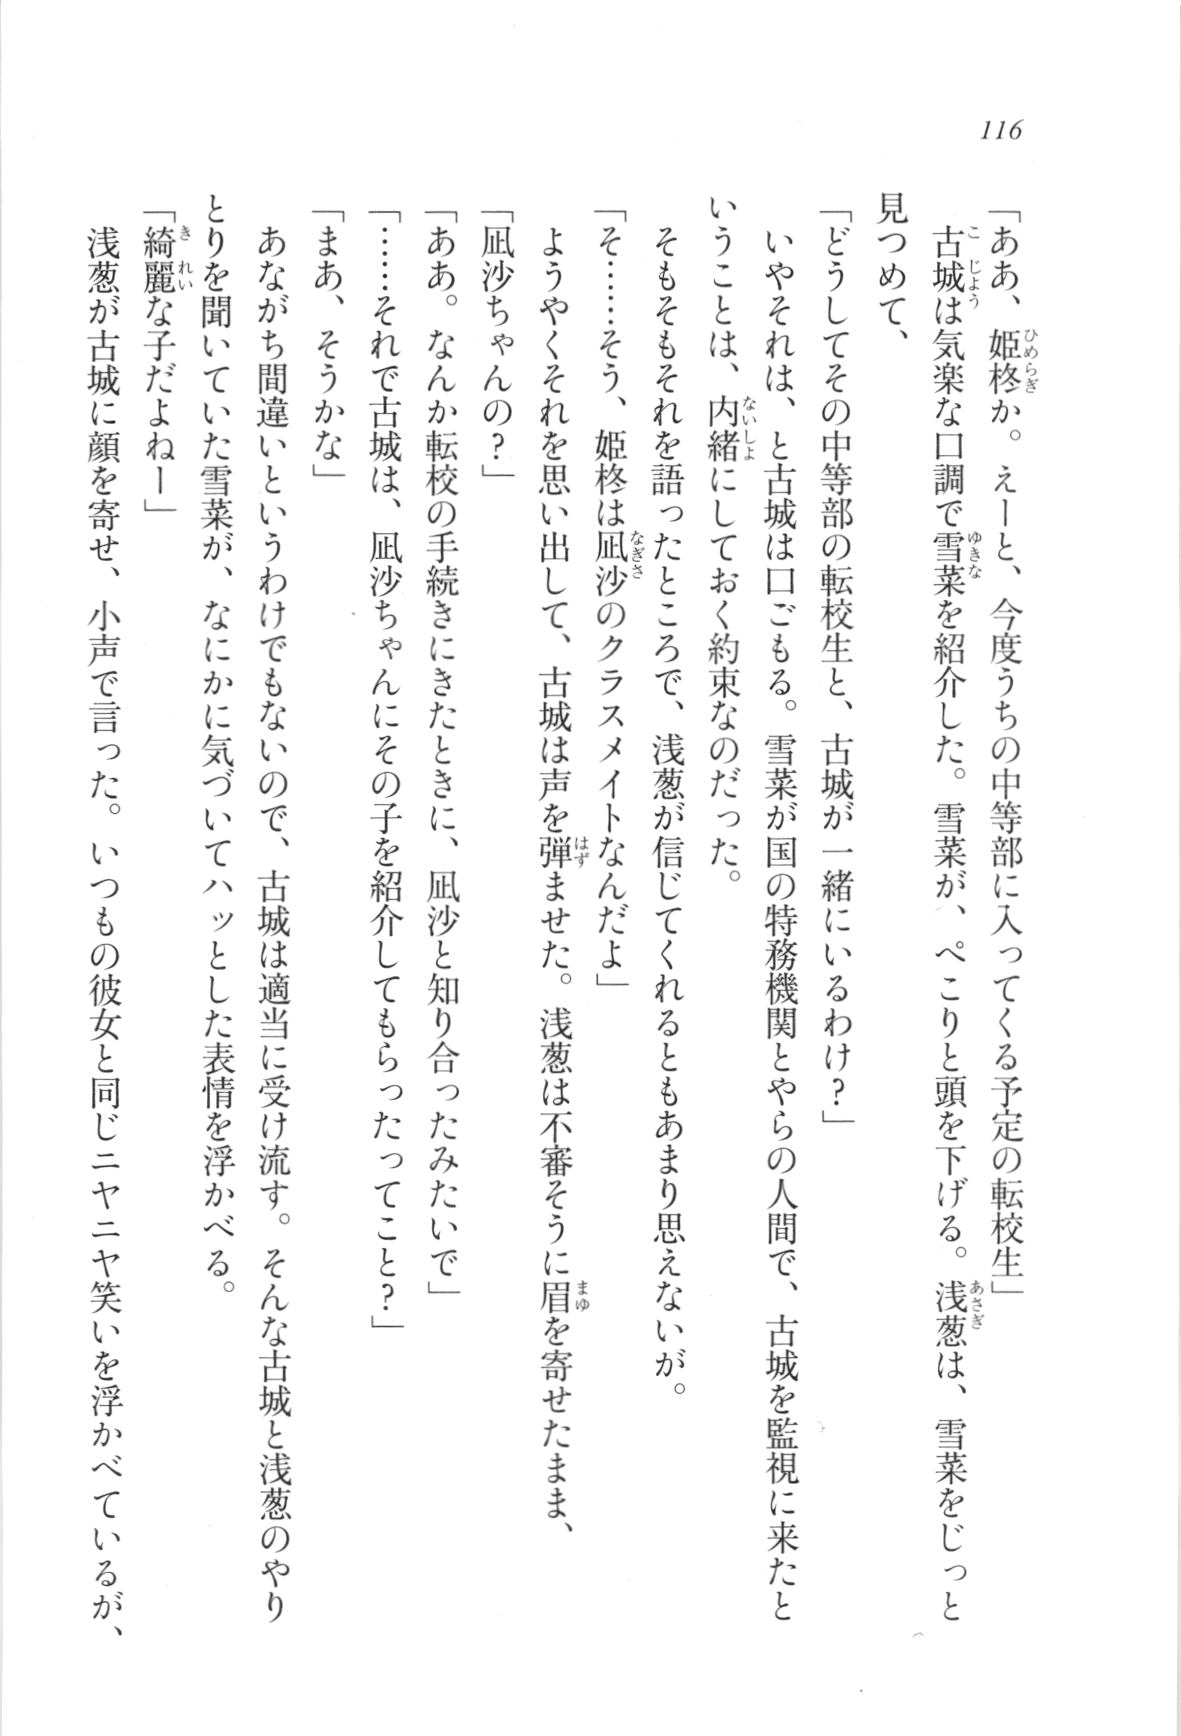 116
「ああ、姫柊か。えーと、今度うちの中等部に入ってくる予定の転校生」
　古城は気楽な口調で雪菜を紹介した。雪菜が、ぺこりと頭を下げる。浅葱は、雪菜をじっと
見つめて、
「どうしてその中等部の転校生と、古城が一緒にいるわけ？」
　いやそれは、と古城は口ごもる。雪菜が国の特務機関とやらの人間で、古城を監視に来たと
いうことは、内緒にしておく約束なのだった。
　そもそもそれを語ったところで、浅葱が信じてくれるともあまり思えないが。
「そ……そう、姫柊は凪沙のクラスメイトなんだよ」
　ようやくそれを思い出して、古城は声を弾ませた。浅葱は不審そうに眉を寄せたまま、
「凪沙ちゃんの？」
「ああ。なんか転校の手続きにきたときに、凪沙と知り合ったみたいで」
「……それで古城は、凪沙ちゃんにその子を紹介してもらったってこと？」
「まあ、そうかな」
　あながち間違いというわけでもないので、古城は適当に受け流す。そんな古城と浅葱のやり
とりを聞いていた雪菜が、なにかに気づいてハッとした表情を浮かべる。
「綺麗な子だよねー」
　浅葱が古城に顔を寄せ、小声で言った。いつもの彼女と同じニヤニヤ笑いを浮かべているが、